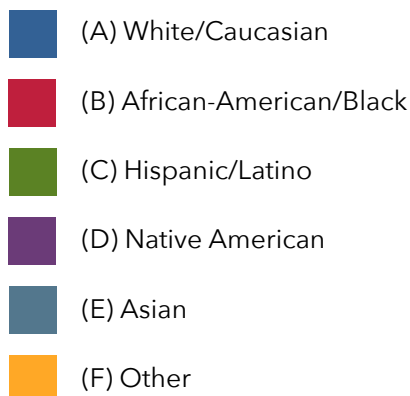 (A) White/Caucasian
(B) African-American/Black
(C) Hispanic/Latino
(D) Native American
(E) Asian
(F) Other